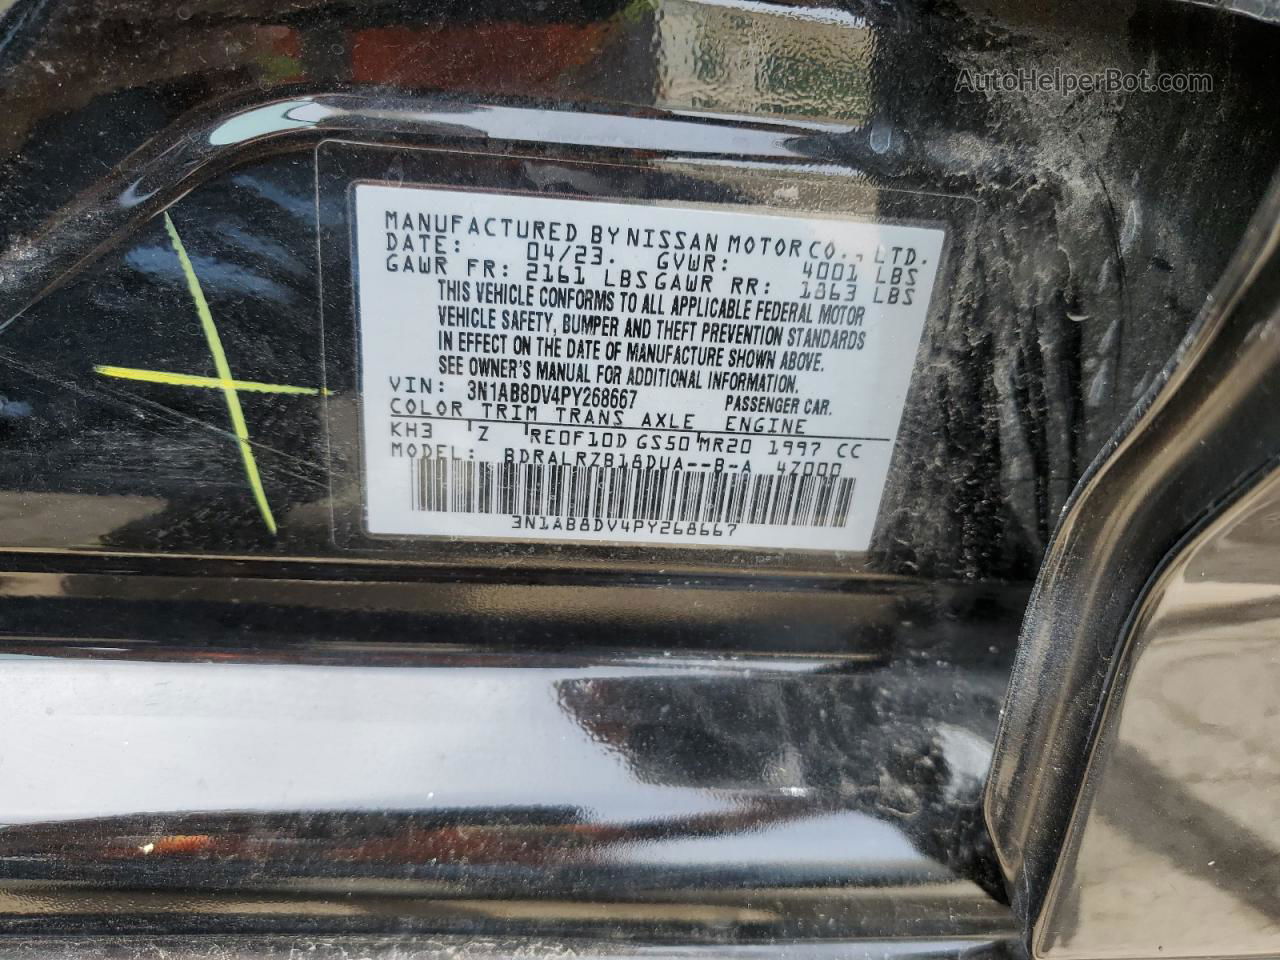 AutoHelperBot.com
MANUFACTURED BY NISSAN MOTOR CO., LTD.
DATE: 04/23. GVWR: 4001 LBS
GAWR FR: 2161 LBS GAWR RR: 1863 LBS
THIS VEHICLE CONFORMS TO ALL APPLICABLE FEDERAL MOTOR
VEHICLE SAFETY, BUMPER AND THEFT PREVENTION STANDARDS
IN EFFECT ON THE DATE OF MANUFACTURE SHOWN ABOVE.
SEE OWNER'S MANUAL FOR ADDITIONAL INFORMATION.
VIN: 3N1AB8DV4PY268667 PASSENGER CAR.
COLOR TRIM TRANS AXLE ENGINE
KH3 Z RE0F10D GS50 MR20 1997 CC
MODEL: BDRALRZB18DUA--B-A 4Z000
3N1AB8DV4PY268667